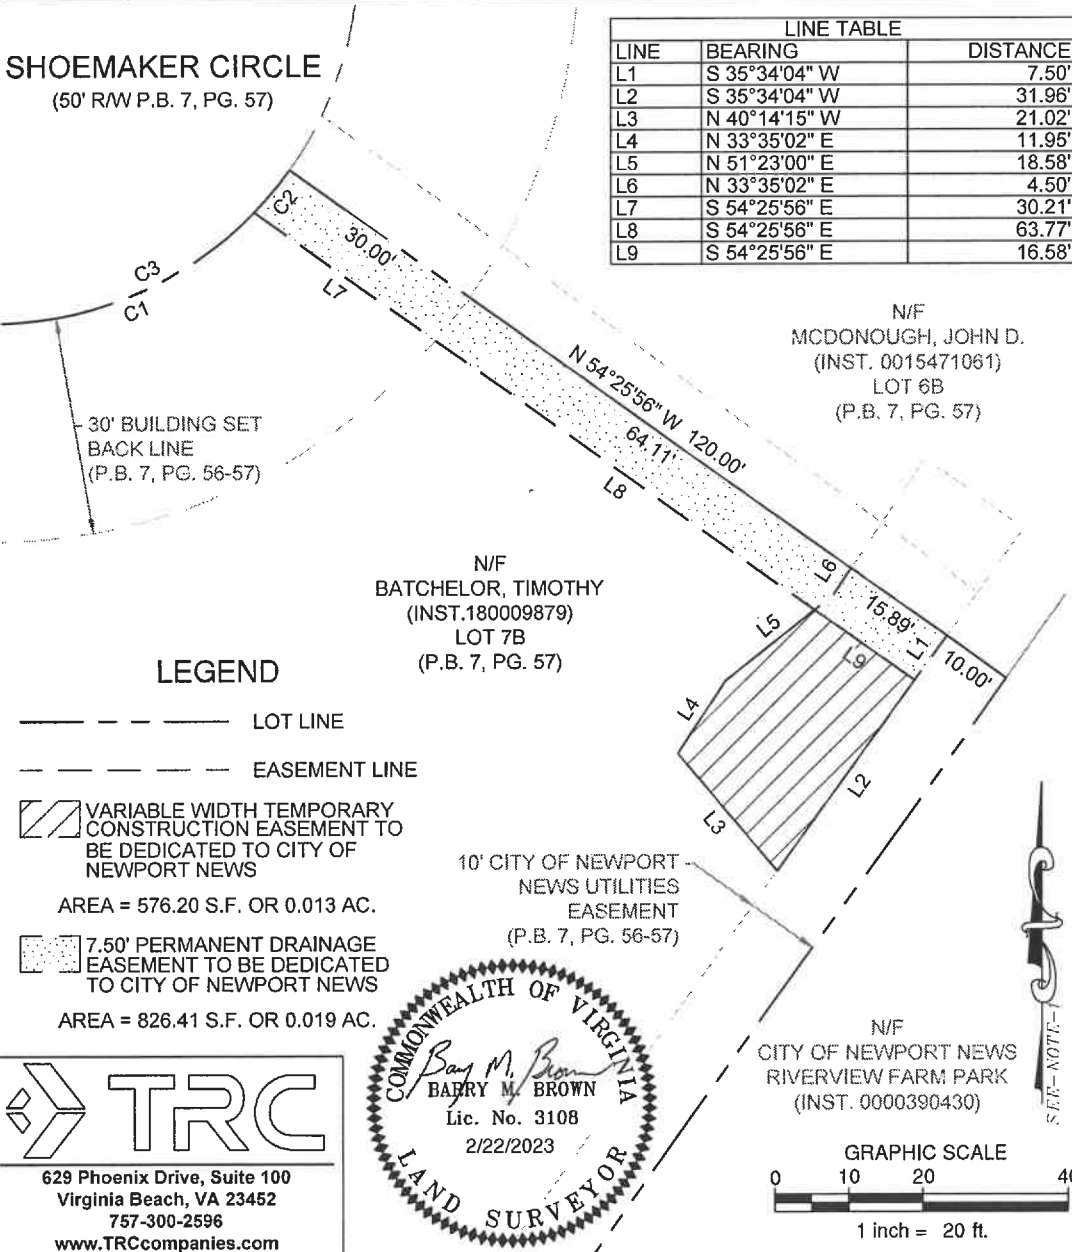 SHOEMAKER CIRCLE
(50' R/W P.B. 7, PG. 57)
LINE TABLE
LINE BEARING DISTANCE
L1 S 35°34'04" W 7.50'
L2 S 35°34'04" W 31.96'
L3 N 40°14'15" W 21.02'
L4 N 33°35'02" E 11.95'
L5 N 51°23'00" E 18.58'
L6 N 33°35'02" E 4.50'
L7 S 54°25'56" E 30.21'
L8 S 54°25'56" E 63.77'
L9 S 54°25'56" E 16.58'
C2
30.00'
L7
C3
C1
N 54°25'56" W 120.00'
64.11'
L8
N/F
MCDONOUGH, JOHN D.
(INST. 0015471061)
LOT 6B
(P.B. 7, PG. 57)
30' BUILDING SET
BACK LINE
(P.B. 7, PG. 56-57)
N/F
BATCHELOR, TIMOTHY
(INST.180009879)
LOT 7B
(P.B. 7, PG. 57)
L6
15.89'
L1
10.00'
L5
L9
L4
L2
L3
LEGEND
LOT LINE
EASEMENT LINE
VARIABLE WIDTH TEMPORARY
CONSTRUCTION EASEMENT TO
BE DEDICATED TO CITY OF
NEWPORT NEWS
AREA = 576.20 S.F. OR 0.013 AC.
7.50' PERMANENT DRAINAGE
EASEMENT TO BE DEDICATED
TO CITY OF NEWPORT NEWS
AREA = 826.41 S.F. OR 0.019 AC.
10' CITY OF NEWPORT
NEWS UTILITIES
EASEMENT
(P.B. 7, PG. 56-57)
COMMONWEALTH OF VIRGINIA
Barry M. Brown
BARRY M. BROWN
Lic. No. 3108
2/22/2023
LAND SURVEYOR
N/F
CITY OF NEWPORT NEWS
RIVERVIEW FARM PARK
(INST. 0000390430)
SEE-NOTE-1
TRC
629 Phoenix Drive, Suite 100
Virginia Beach, VA 23452
757-300-2596
www.TRCcompanies.com
GRAPHIC SCALE
0 10 20 40
1 inch = 20 ft.